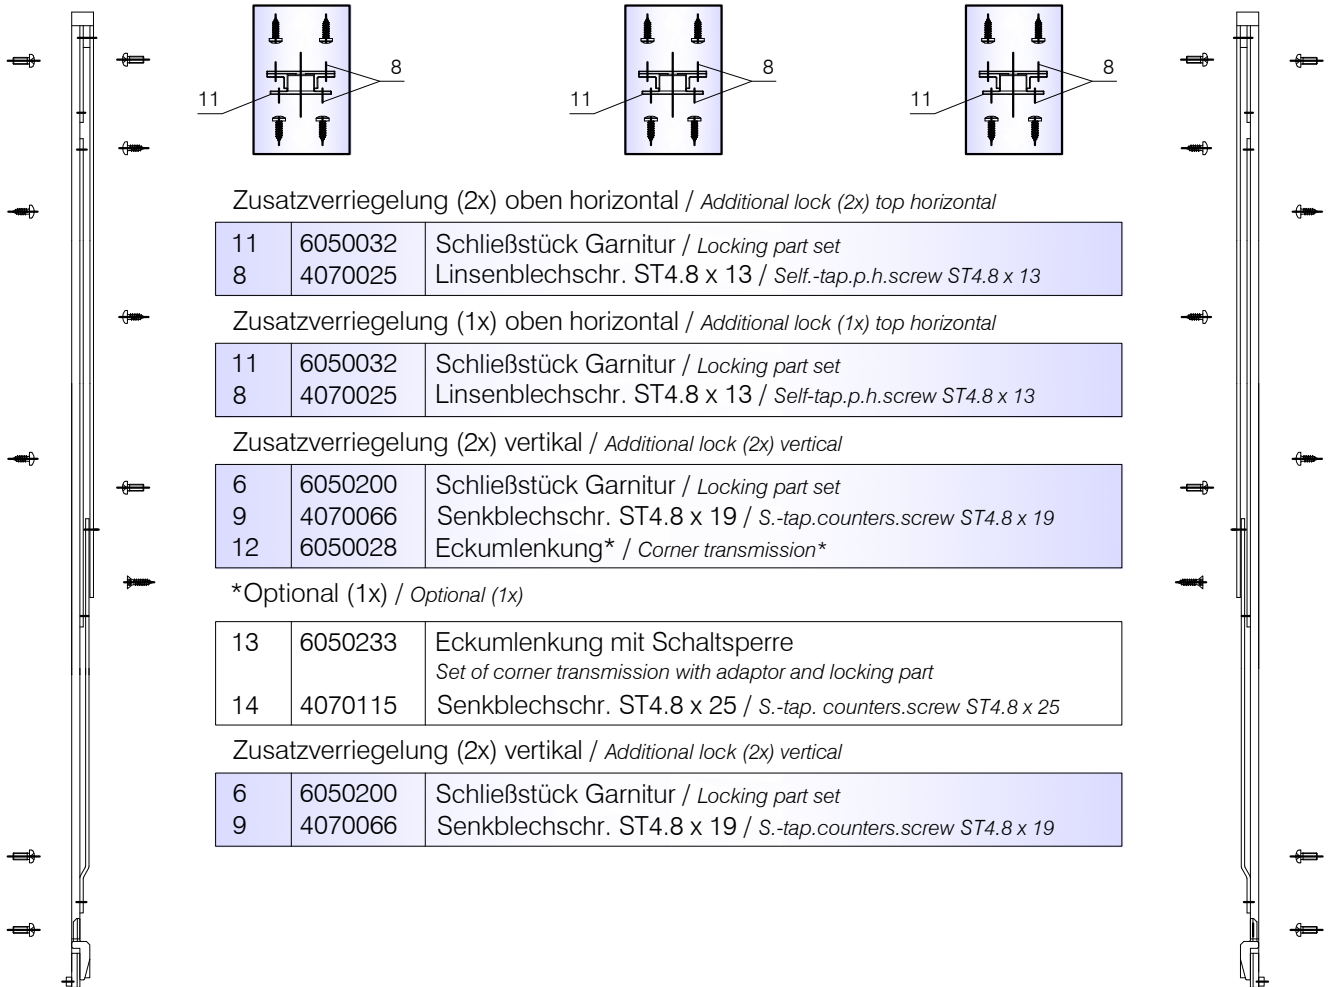 8
11
8
11
8
11
Zusatzverriegelung (2x) oben horizontal / Additional lock (2x) top horizontal
11 6050032 Schließstück Garnitur / Locking part set
8 4070025 Linsenblechschr. ST4.8 x 13 / Self.-tap.p.h.screw ST4.8 x 13
Zusatzverriegelung (1x) oben horizontal / Additional lock (1x) top horizontal
11 6050032 Schließstück Garnitur / Locking part set
8 4070025 Linsenblechschr. ST4.8 x 13 / Self-tap.p.h.screw ST4.8 x 13
Zusatzverriegelung (2x) vertikal / Additional lock (2x) vertical
6 6050200 Schließstück Garnitur / Locking part set
9 4070066 Senkblechschr. ST4.8 x 19 / S.-tap.counters.screw ST4.8 x 19
12 6050028 Eckumlenkung* / Corner transmission*
*Optional (1x) / Optional (1x)
13 6050233 Eckumlenkung mit Schaltsperre
Set of corner transmission with adaptor and locking part
14 4070115 Senkblechschr. ST4.8 x 25 / S.-tap. counters.screw ST4.8 x 25
Zusatzverriegelung (2x) vertikal / Additional lock (2x) vertical
6 6050200 Schließstück Garnitur / Locking part set
9 4070066 Senkblechschr. ST4.8 x 19 / S.-tap.counters.screw ST4.8 x 19